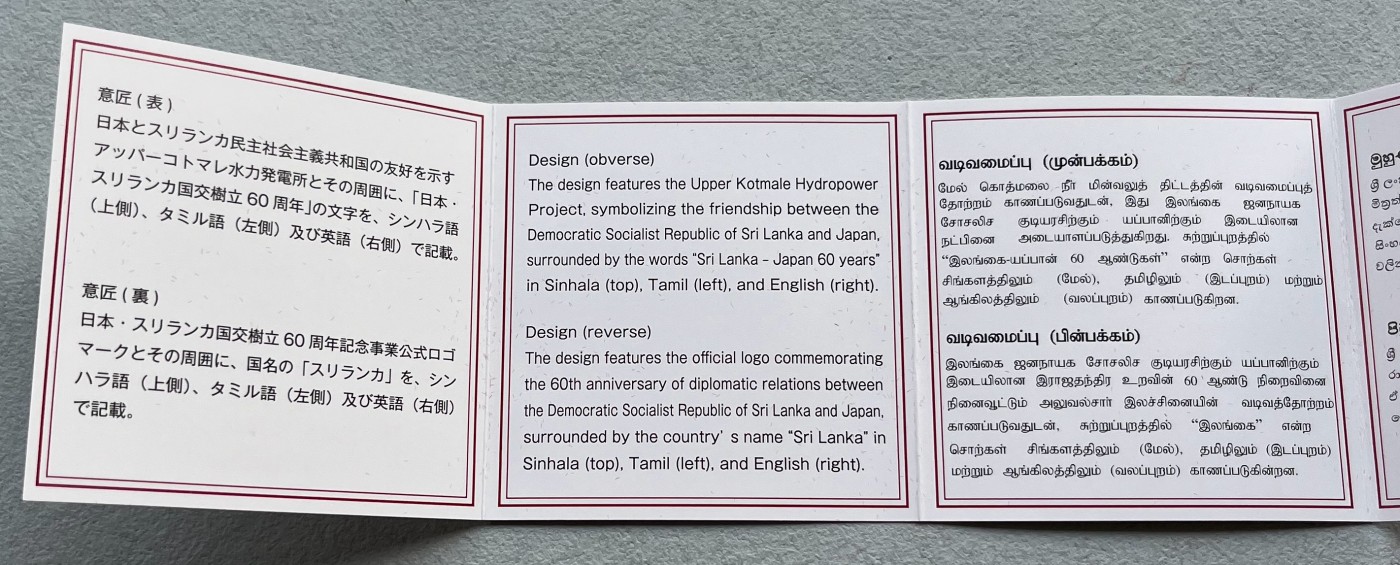 意匠 ( 表 )
日本とスリランカ民主社会主義共和国の友好を示す
アッパーコトマレ水力発電所とその周囲に、「日本・
スリランカ国交樹立 60 周年」の文字を、シンハラ語
（上側）、タミル語（左側）及び英語（右側）で記載。
意匠 ( 裏 )
日本・スリランカ国交樹立 60 周年記念事業公式ロゴ
マークとその周囲に、国名の「スリランカ」を、シン
ハラ語（上側）、タミル語（左側）及び英語（右側）
で記載。
Design (obverse)
The design features the Upper Kotmale Hydropower
Project, symbolizing the friendship between the
Democratic Socialist Republic of Sri Lanka and Japan,
surrounded by the words “Sri Lanka – Japan 60 years”
in Sinhala (top), Tamil (left), and English (right).
Design (reverse)
The design features the official logo commemorating
the 60th anniversary of diplomatic relations between
the Democratic Socialist Republic of Sri Lanka and Japan,
surrounded by the country’ s name “Sri Lanka” in
Sinhala (top), Tamil (left), and English (right).
வடிவமைப்பு (முன்பக்கம்)
மேல் கொத்மலை நீர் மின்வலுத் திட்டத்தின் வடிவமைப்புத்
தோற்றம் காணப்படுவதுடன், இது இலங்கை ஜனநாயக
சோசலிச குடியரசிற்கும் யப்பானிற்கும் இடையிலான
நட்பினை அடையாளப்படுத்துகிறது. சுற்றுப்புறத்தில்
“இலங்கை-யப்பான் 60 ஆண்டுகள்” என்ற சொற்கள்
சிங்களத்திலும் (மேல்), தமிழிலும் (இடப்புறம்) மற்றும்
ஆங்கிலத்திலும் (வலப்புறம்) காணப்படுகிறன.
வடிவமைப்பு (பின்பக்கம்)
இலங்கை ஜனநாயக சோசலிச குடியரசிற்கும் யப்பானிற்கும்
இடையிலான இராஜதந்திர உறவின் 60 ஆண்டு நிறைவினை
நினைவூட்டும் அலுவல்சார் இலச்சினையின் வடிவத்தோற்றம்
காணப்படுவதுடன், சுற்றுப்புறத்தில் “இலங்கை” என்ற
சொற்கள் சிங்களத்திலும் (மேல்), தமிழிலும் (இடப்புறம்)
மற்றும் ஆங்கிலத்திலும் (வலப்புறம்) காணப்படுகின்றன.